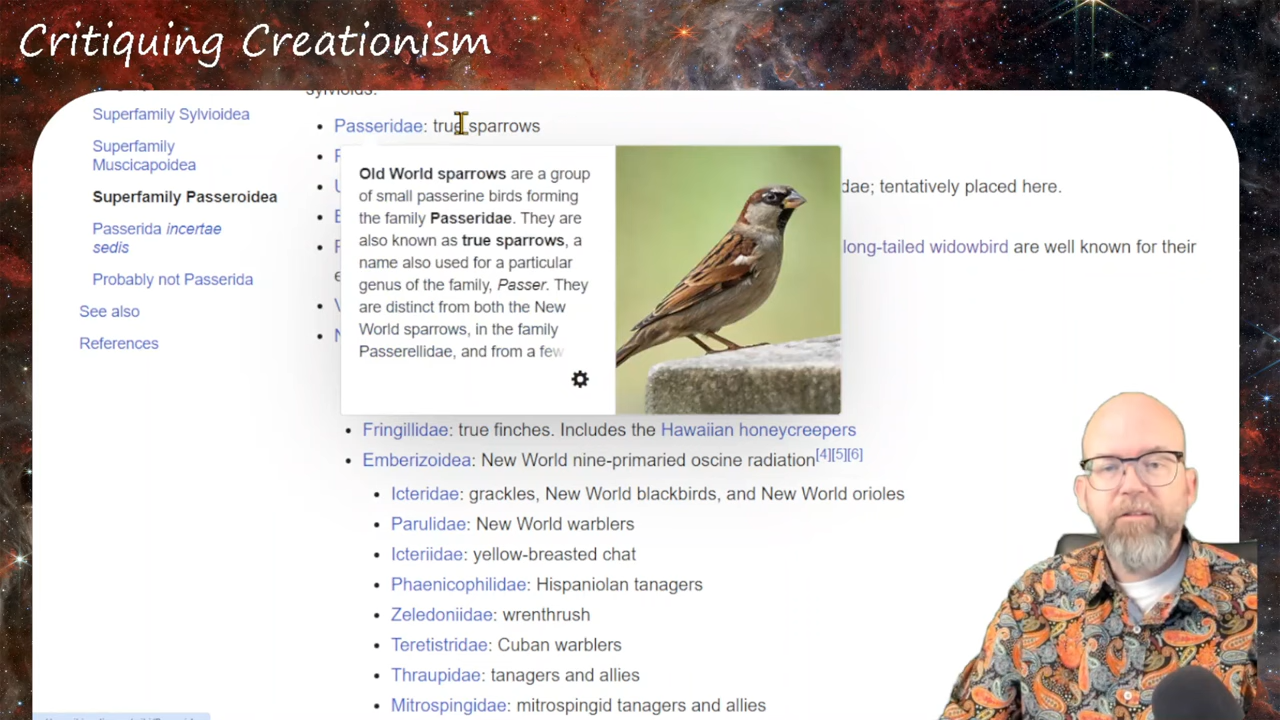 Critiquing Creationism
Superfamily Sylvioidea
Superfamily
Muscicapoidea
Superfamily Passeroidea
Passerida incertae
sedis
Probably not Passerida
See also
References
sylvioids.
Passeridae: true sparrows
Old World sparrows are a group
of small passerine birds forming
the family Passeridae. They are
also known as true sparrows, a
name also used for a particular
genus of the family, Passer. They
are distinct from both the New
World sparrows, in the family
Passerellidae, and from a few
dae; tentatively placed here.
long-tailed widowbird are well known for their
Fringillidae: true finches. Includes the Hawaiian honeycreepers
Emberizoidea: New World nine-primaried oscine radiation[4][5][6]
Icteridae: grackles, New World blackbirds, and New World orioles
Parulidae: New World warblers
Icteriidae: yellow-breasted chat
Phaenicophilidae: Hispaniolan tanagers
Zeledoniidae: wrenthrush
Teretistridae: Cuban warblers
Thraupidae: tanagers and allies
Mitrospingidae: mitrospingid tanagers and allies